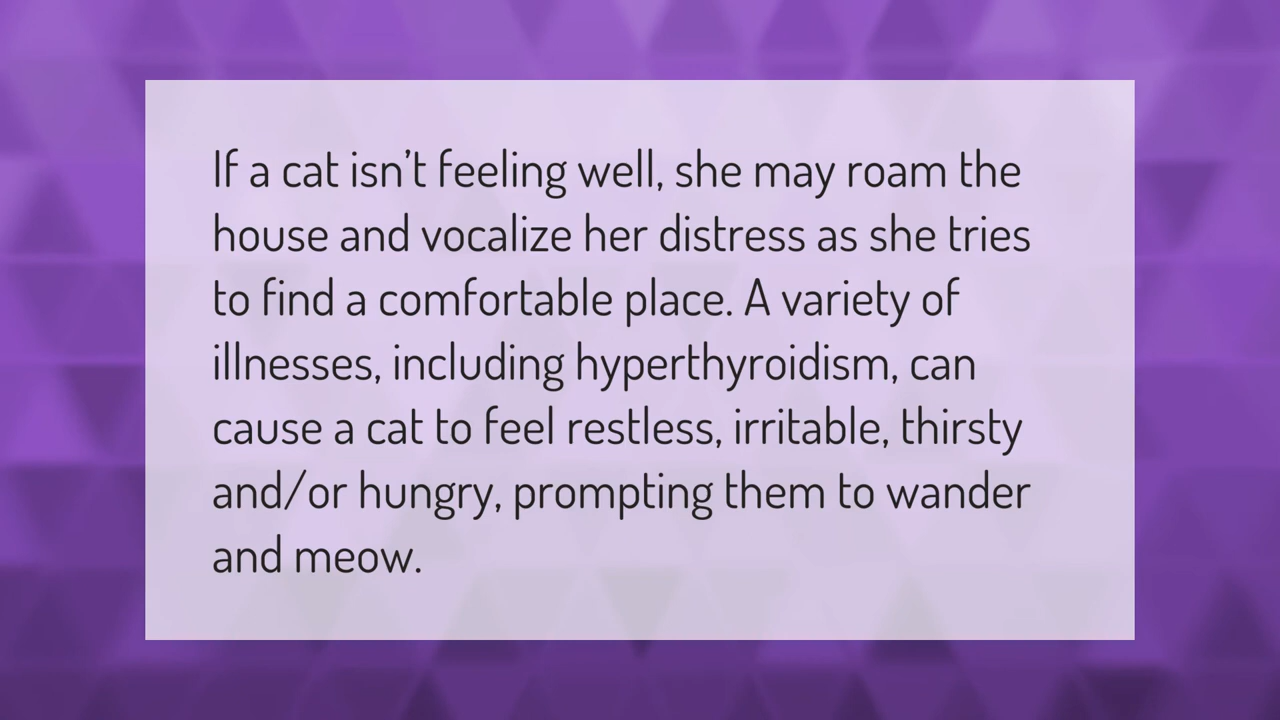 If a cat isn’t feeling well, she may roam the
house and vocalize her distress as she tries
to find a comfortable place. A variety of
illnesses, including hyperthyroidism, can
cause a cat to feel restless, irritable, thirsty
and/or hungry, prompting them to wander
and meow.